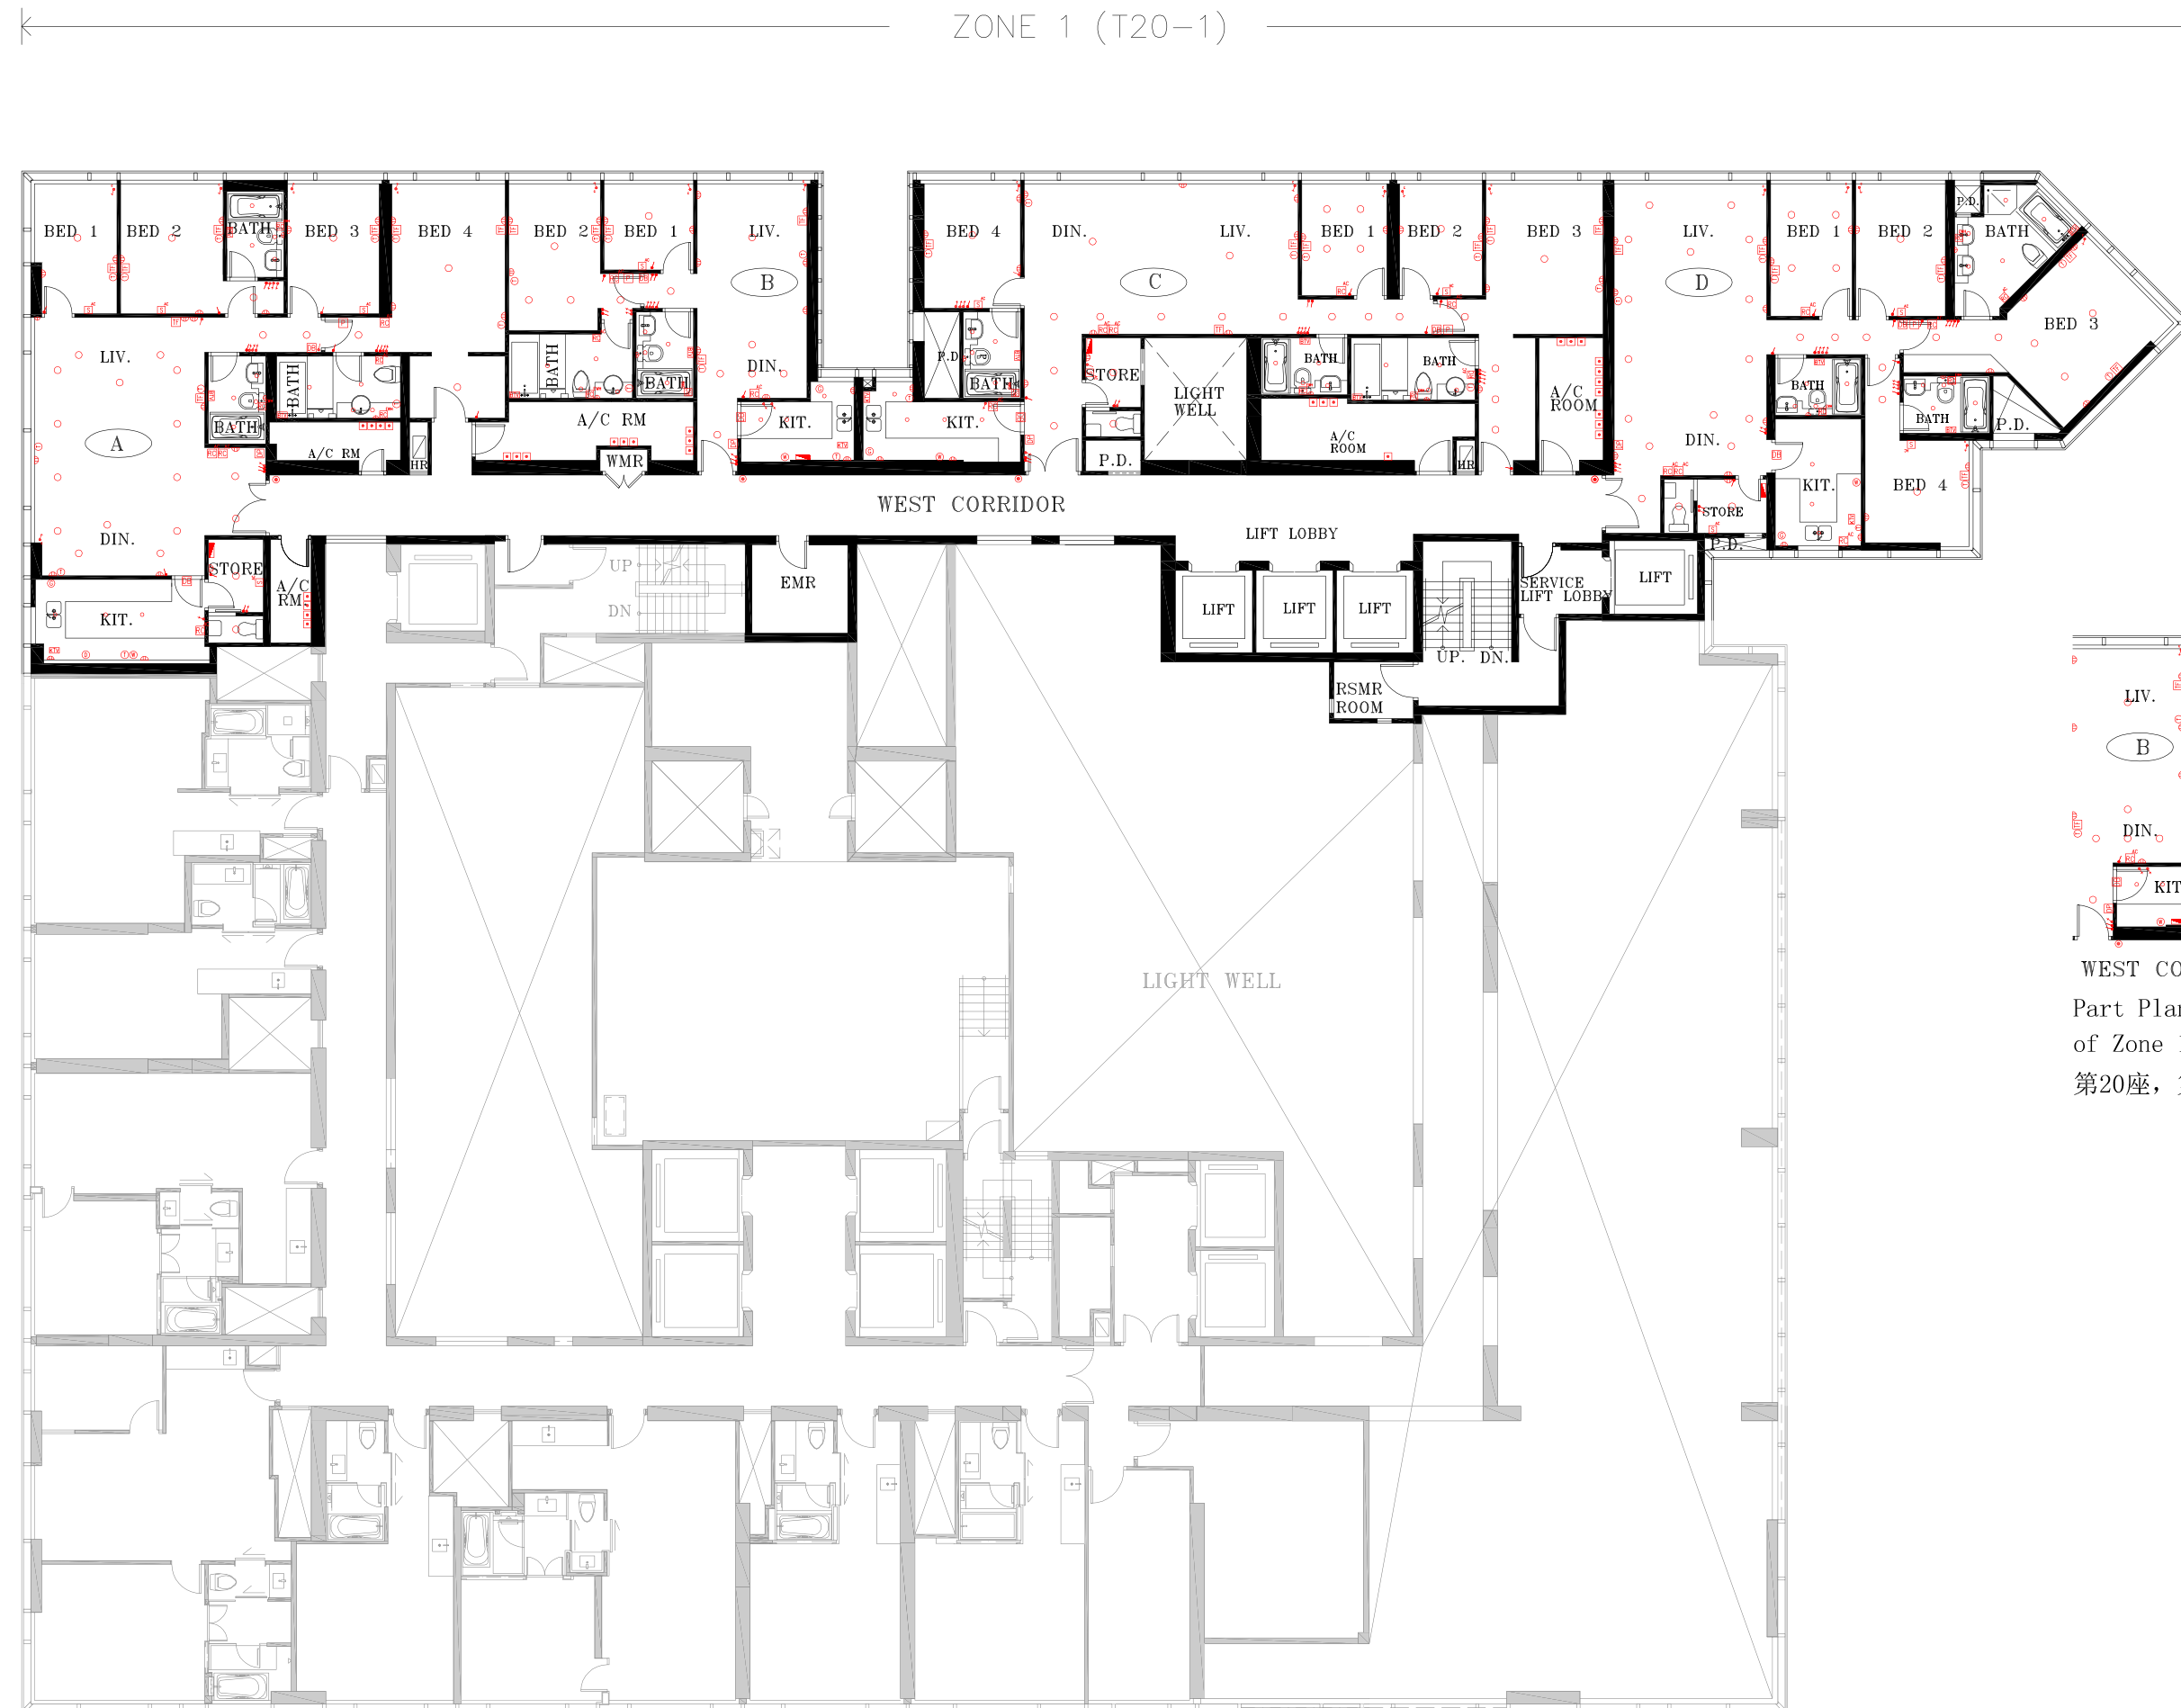 ZONE 1 (T20-1)
BED 1
BED 2
BATH
BED 3
BED 4
BED 2
BED 1
LIV.
BED 4
DIN.
LIV.
BED 1
BED 2
BED 3
LIV.
BED 1
BED 2
P.D.
BATH
B
C
D
BED 3
LIV.
BATH
BATH
BATH
DIN.
P.D
BATH
STORE
LIGHT
WELL
BATH
BATH
A/C
ROOM
BATH
BATH
P.D.
A
BATH
A/C RM
HR
A/C RM
WMR
KIT.
KIT.
P.D.
A/C
ROOM
HR
DIN.
KIT.
BED 4
STORE
P.D.
WEST CORRIDOR
LIFT LOBBY
DIN.
STORE
A/C
RM
KIT.
UP
DN
EMR
LIFT
LIFT
LIFT
SERVICE
LIFT LOBBY
LIFT
UP.
DN.
RSMR
ROOM
LIV.
B
DIN.
KIT
LIGHT WELL
WEST CO
Part Plan
of Zone
第20座，